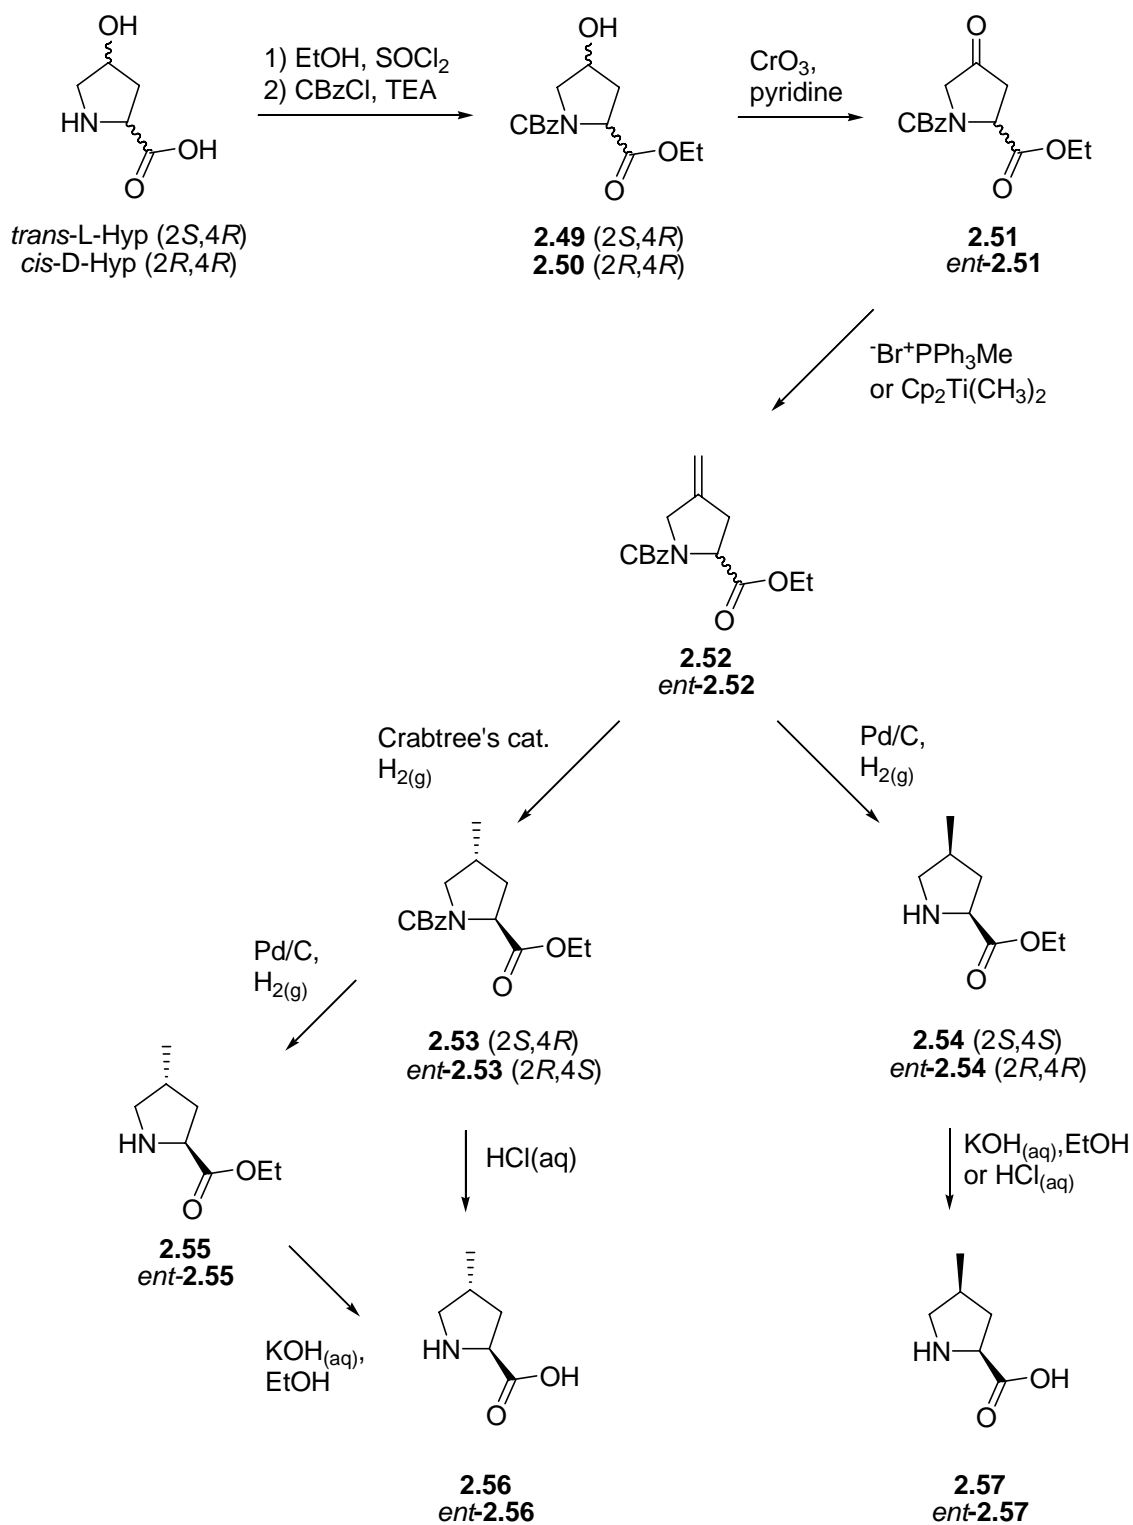 OH
HN
OH
O
trans-L-Hyp (2S,4R)
cis-D-Hyp (2R,4R)
1) EtOH, SOCl2
2) CBzCl, TEA
OH
CBzN
OEt
O
2.49 (2S,4R)
2.50 (2R,4R)
CrO3,
pyridine
O
CBzN
OEt
O
2.51
ent-2.51
-Br+PPh3Me
or Cp2Ti(CH3)2
CBzN
OEt
O
2.52
ent-2.52
Crabtree's cat.
H2(g)
Pd/C,
H2(g)
CBzN
OEt
O
2.53 (2S,4R)
ent-2.53 (2R,4S)
HN
OEt
O
2.54 (2S,4S)
ent-2.54 (2R,4R)
Pd/C,
H2(g)
HN
OEt
O
2.55
ent-2.55
HCl(aq)
KOH(aq),EtOH
or HCl(aq)
KOH(aq),
EtOH
HN
OH
O
2.56
ent-2.56
HN
OH
O
2.57
ent-2.57